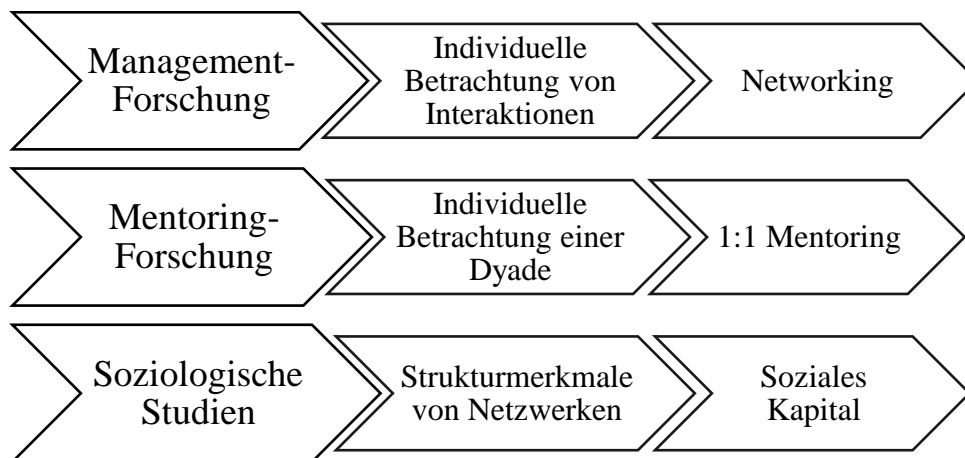 Management-
Forschung
Individuelle
Betrachtung von
Interaktionen
Networking
Mentoring-
Forschung
Individuelle
Betrachtung einer
Dyade
1:1 Mentoring
Soziologische
Studien
Strukturmerkmale
von Netzwerken
Soziales
Kapital